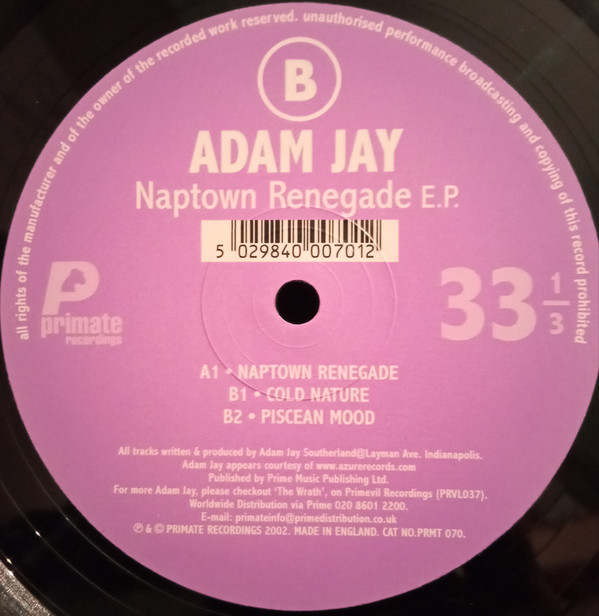 all rights of the manufacturer and of the owner of the recorded work reserved. unauthorised performance broadcasting and copying of this record prohibited
B
ADAM JAY
Naptown Renegade E.P.
5 029840 007012
P
primate
recordings
33 1/3
A1 • NAPTOWN RENEGADE
B1 • COLD NATURE
B2 • PISCEAN MOOD
All tracks written & produced by Adam Jay Southerland@Layman Ave. Indianapolis.
Adam Jay appears courtesy of www.azurerecords.com
Published by Prime Music Publishing Ltd.
For more Adam Jay, please checkout 'The Wrath', on Primevil Recordings (PRVL037).
Worldwide Distribution via Prime 020 8601 2200.
E-mail: primateinfo@primedistribution.co.uk
℗ & © PRIMATE RECORDINGS 2002. MADE IN ENGLAND. CAT NO.PRMT 070.